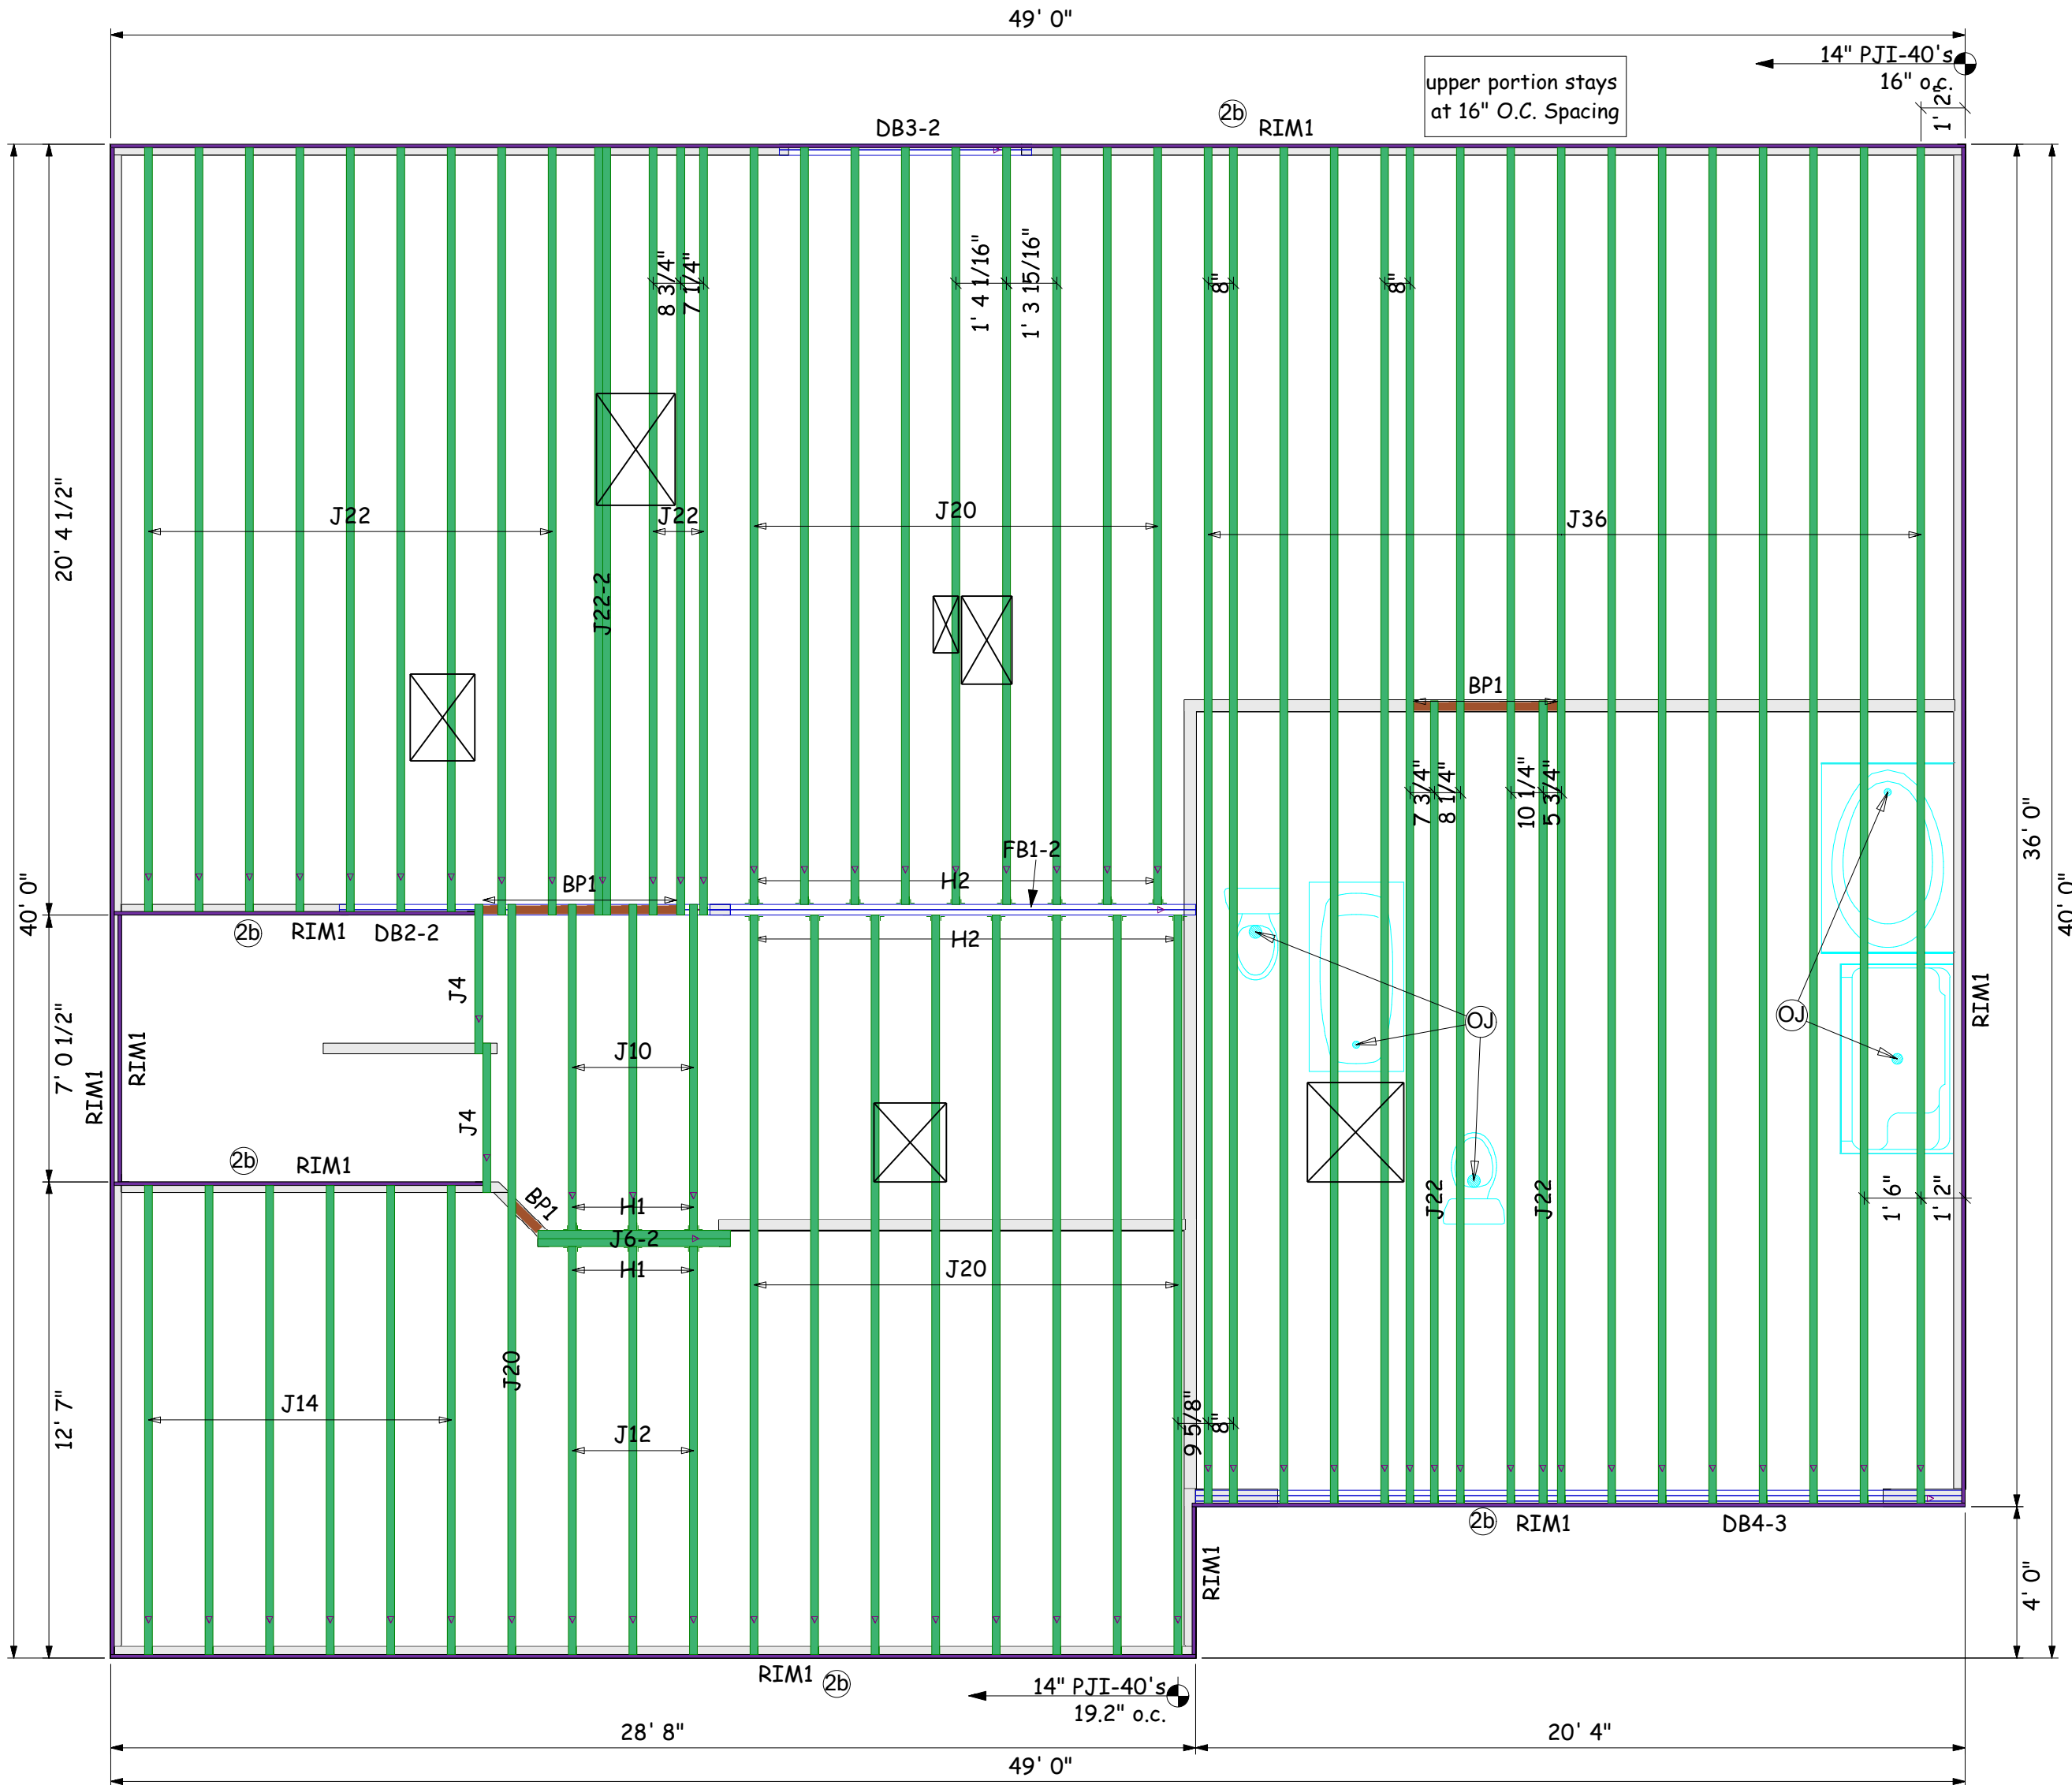 49' 0"
14" PJI-40's
16" o.c.
upper portion stays
at 16" O.C. Spacing
1' 2"
2b
RIM1
DB3-2
8 3/4"
7 1/4"
1' 4 1/16"
1' 3 15/16"
8"
8"
20' 4 1/2"
J22
J22
J20
J36
J22-2
BP1
7 3/4"
8 1/4"
10 1/4"
5 3/4"
FB1-2
BP1
H2
40' 0"
36' 0"
40' 0"
2b
RIM1
DB2-2
H2
J4
OJ
OJ
RIM1
7' 0 1/2"
RIM1
RIM1
J10
J4
2b
RIM1
BP1
H1
J6-2
H1
J22
J22
1' 6"
1' 2"
J20
J20
12' 7"
J14
J12
9 5/8"
8"
2b
RIM1
DB4-3
RIM1
4' 0"
RIM1
2b
14" PJI-40's
19.2" o.c.
28' 8"
20' 4"
49' 0"